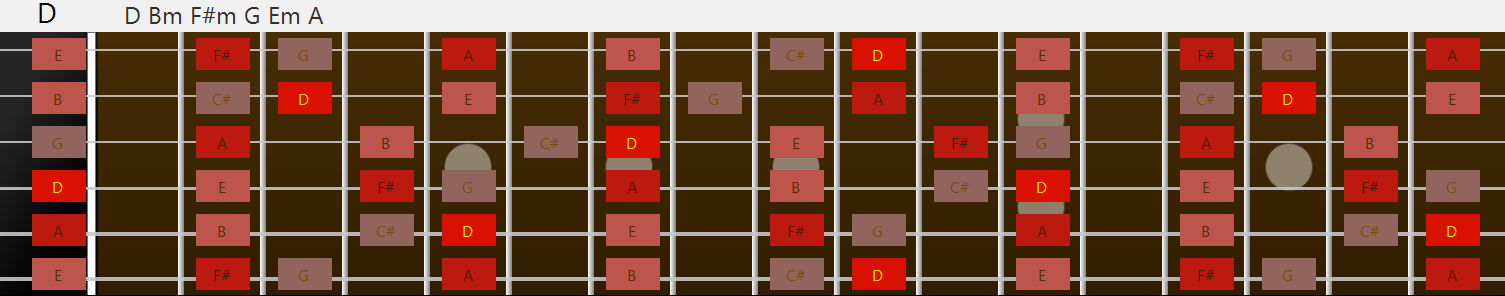 D D Bm F#m G Em A
E F# G A B C# D E F# G A
B C# D E F# G A B C# D E
G A B C# D E F# G A B
D E F# G A B C# D E F# G
A B C# D E F# G A B C# D
E F# G A B C# D E F# G A